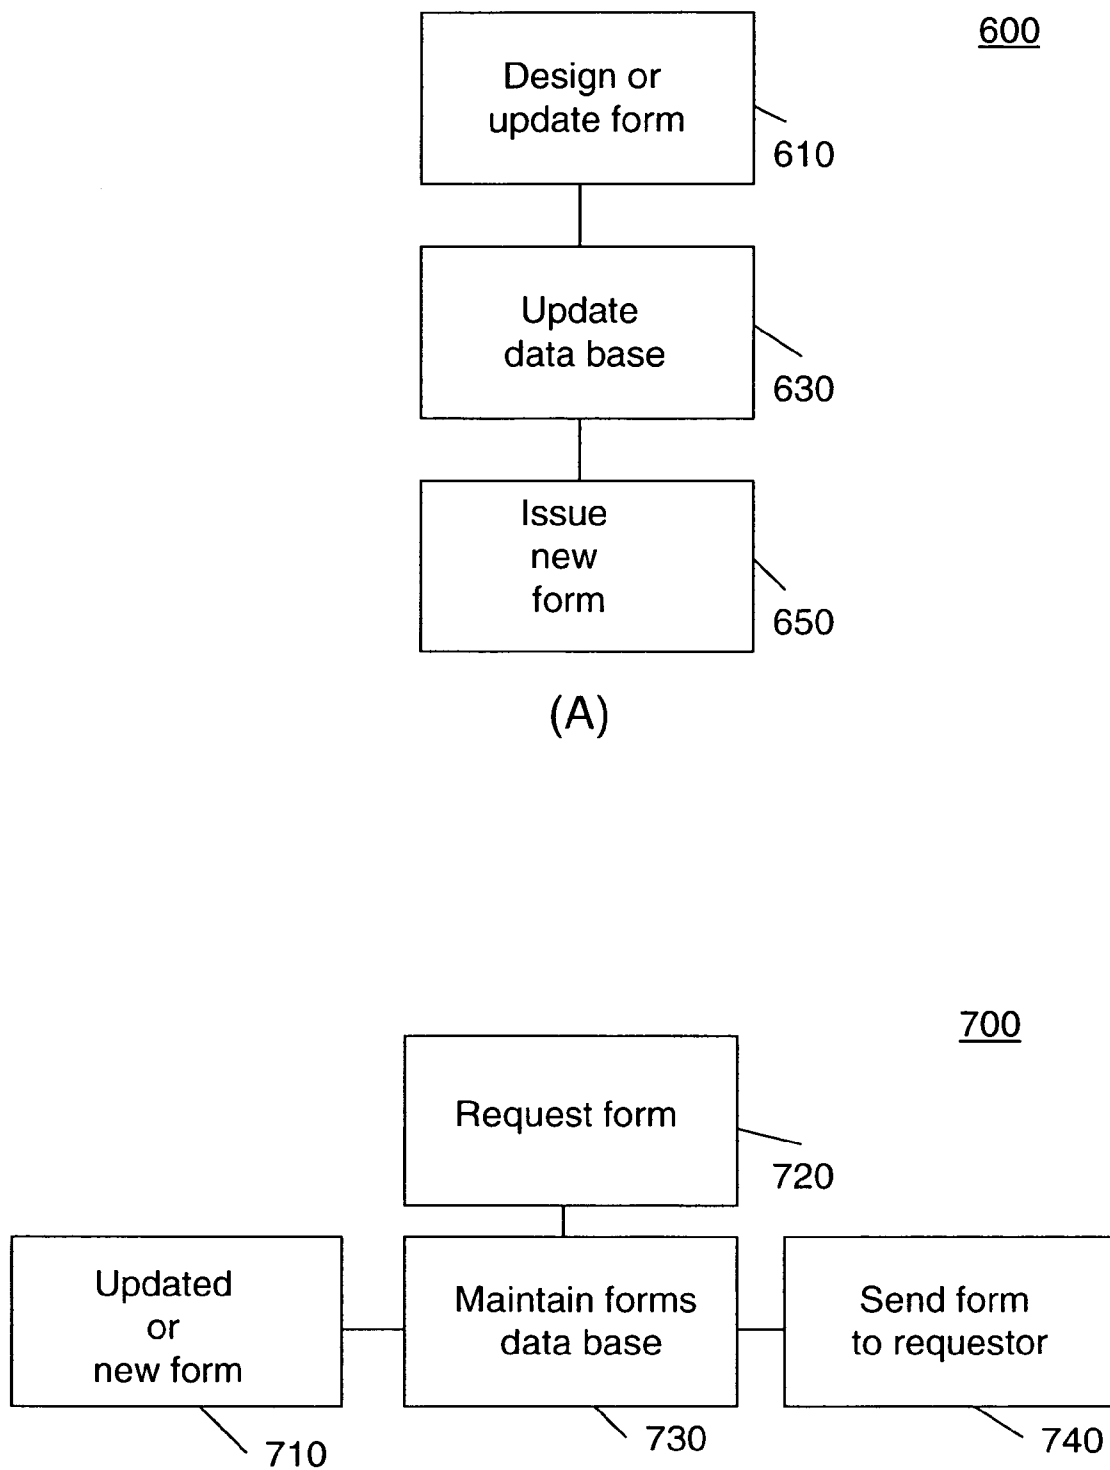 600
Design or
update form
610
Update
data base
630
Issue
new
form
650
(A)
700
Request form
720
Updated
or
new form
710
Maintain forms
data base
730
Send form
to requestor
740